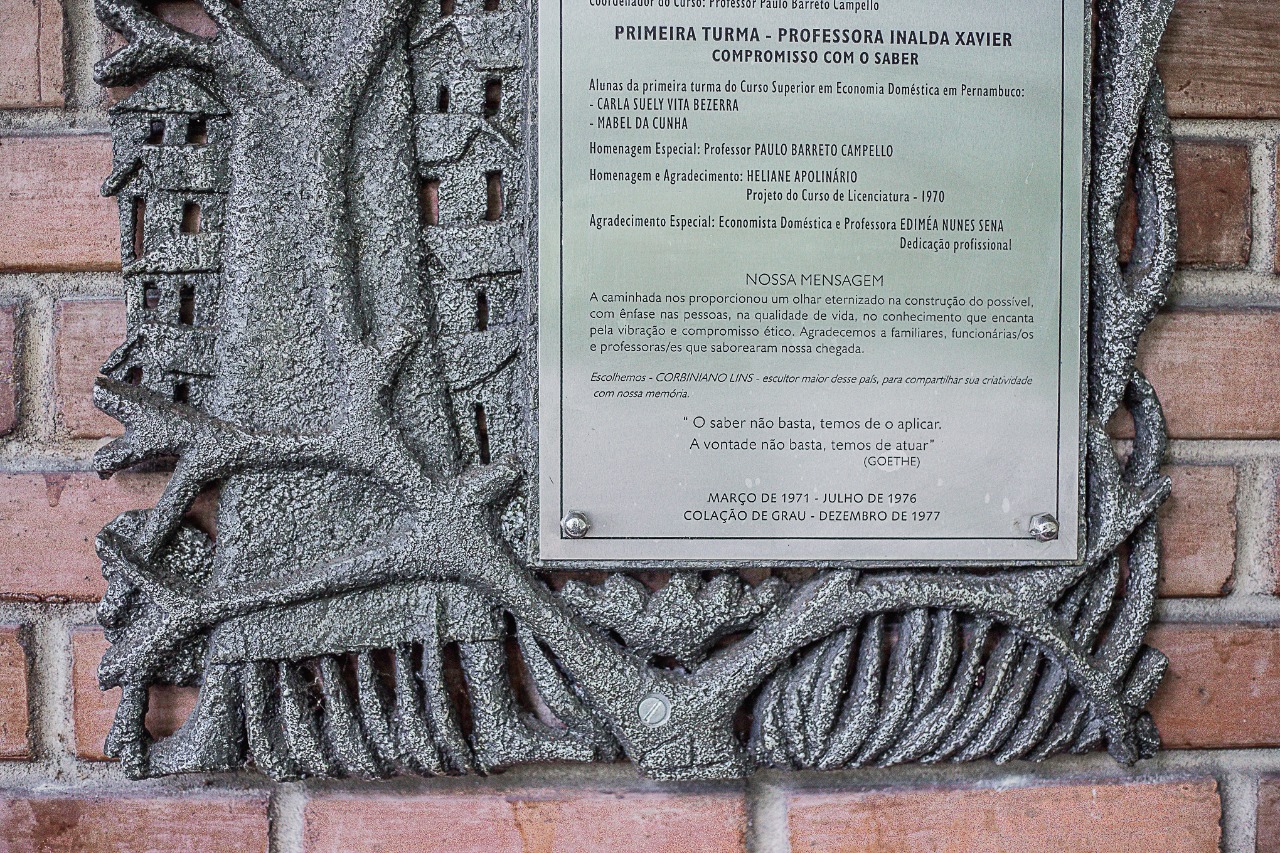 Coordenador do Curso: Professor Paulo Barreto Campello
PRIMEIRA TURMA - PROFESSORA INALDA XAVIER
COMPROMISSO COM O SABER
Alunas da primeira turma do Curso Superior em Economia Doméstica em Pernambuco:
- CARLA SUELY VITA BEZERRA
- MABEL DA CUNHA
Homenagem Especial: Professor PAULO BARRETO CAMPELLO
Homenagem e Agradecimento: HELIANE APOLINÁRIO
Projeto do Curso de Licenciatura - 1970
Agradecimento Especial: Economista Doméstica e Professora EDIMÉA NUNES SENA
Dedicação profissional
NOSSA MENSAGEM
A caminhada nos proporcionou um olhar eternizado na construção do possível,
com ênfase nas pessoas, na qualidade de vida, no conhecimento que encanta
pela vibração e compromisso ético. Agradecemos a familiares, funcionárias/os
e professoras/es que saborearam nossa chegada.
Escolhemos - CORBINIANO LINS - escultor maior desse país, para compartilhar sua criatividade
com nossa memória.
" O saber não basta, temos de o aplicar.
A vontade não basta, temos de atuar"
(GOETHE)
MARÇO DE 1971 - JULHO DE 1976
COLAÇÃO DE GRAU - DEZEMBRO DE 1977